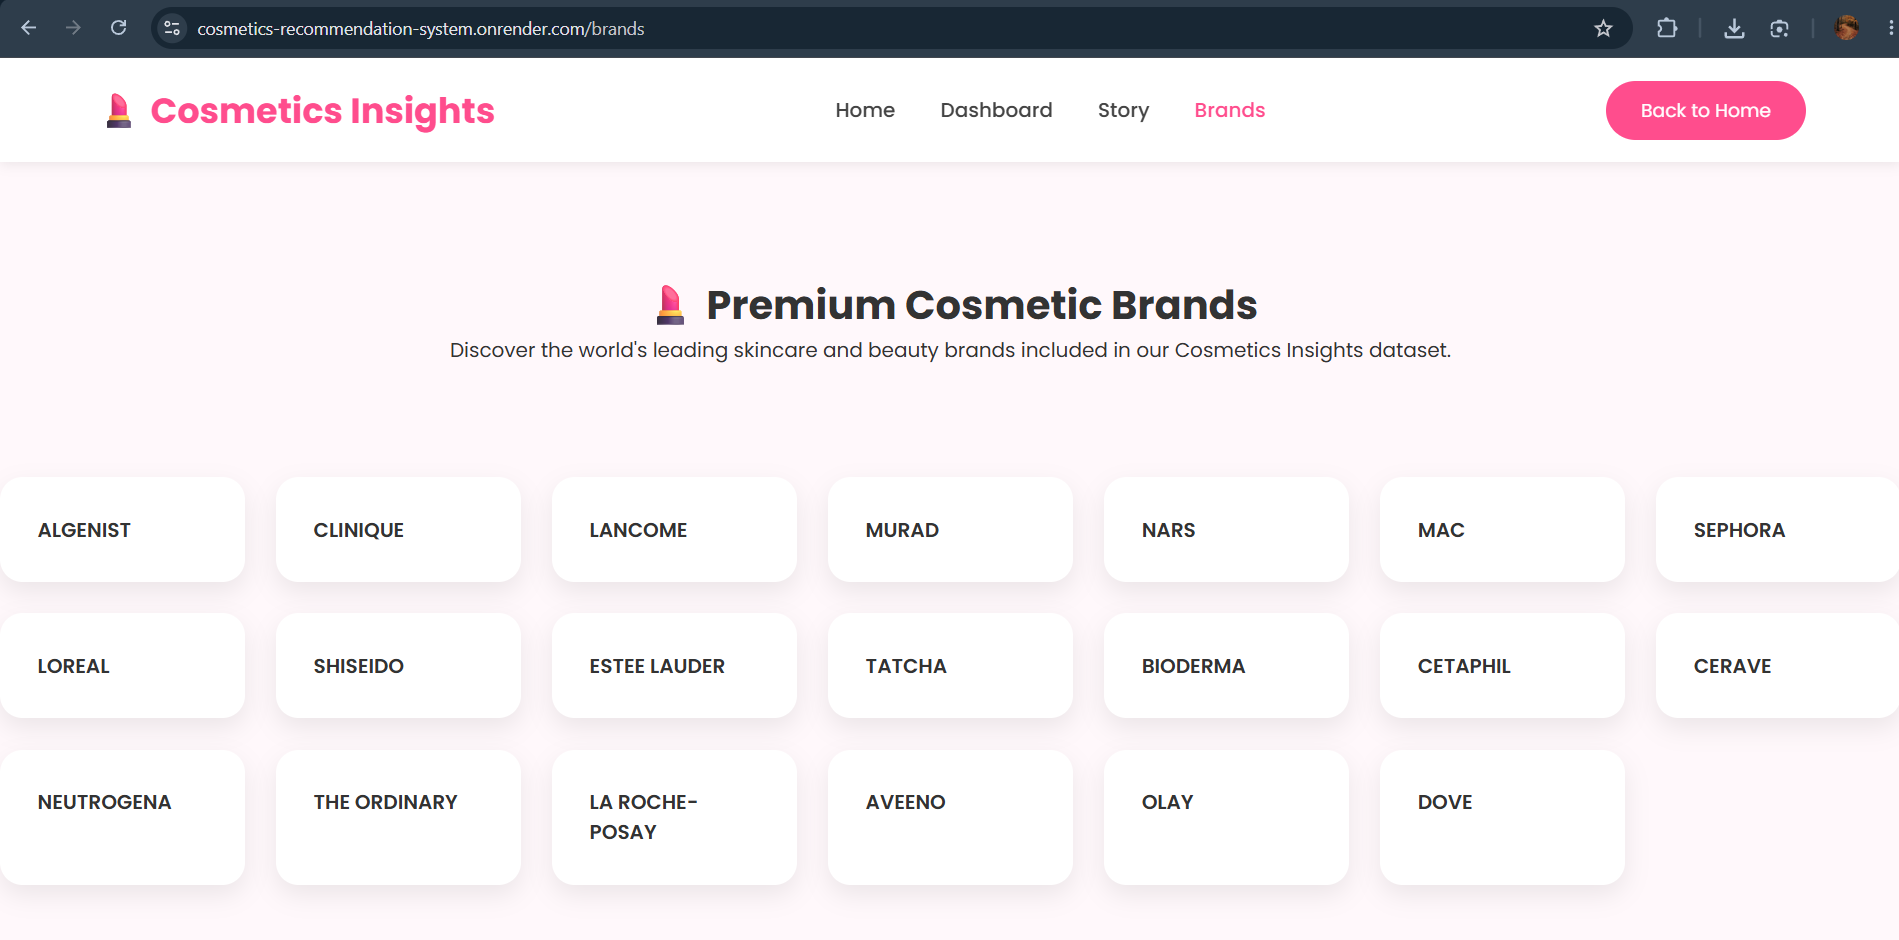 cosmetics-recommendation-system.onrender.com/brands
Cosmetics Insights
Home Dashboard Story Brands
Back to Home
Premium Cosmetic Brands
Discover the world's leading skincare and beauty brands included in our Cosmetics Insights dataset.
ALGENIST CLINIQUE LANCOME MURAD NARS MAC SEPHORA
LOREAL SHISEIDO ESTEE LAUDER TATCHA BIODERMA CETAPHIL CERAVE
NEUTROGENA THE ORDINARY LA ROCHE- AVEENO OLAY DOVE
POSAY